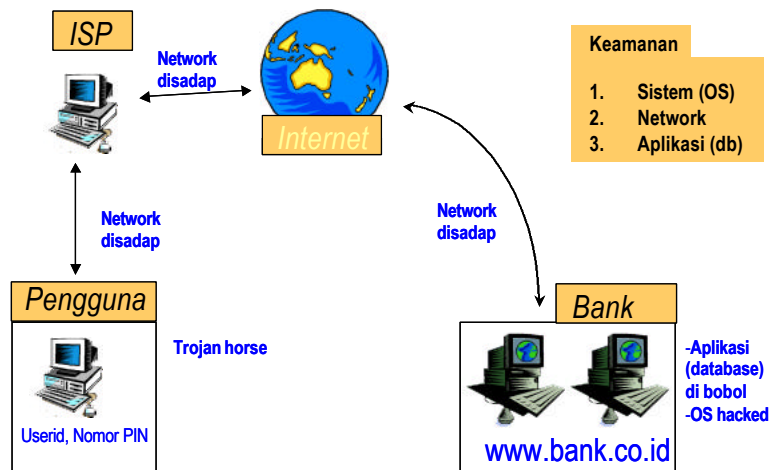 ISP
Network
disadap
Internet
Keamanan
1. Sistem (OS)
2. Network
3. Aplikasi (db)
Network
disadap
Network
disadap
Pengguna
Trojan horse
Userid, Nomor PIN
Bank
-Aplikasi
(database)
di bobol
-OS hacked
www.bank.co.id